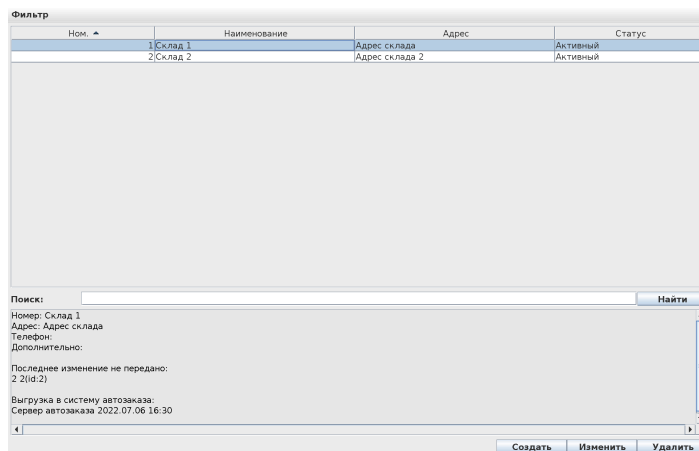 Фильтр
Ном. Наименование Адрес Статус
1 Склад 1 Адрес склада Активный
2 Склад 2 Адрес склада 2 Активный
Поиск: Найти
Номер: Склад 1
Адрес: Адрес склада
Телефон:
Дополнительно:
Последнее изменение не передано:
2 2(id:2)
Выгрузка в систему автозаказа:
Сервер автозаказа 2022.07.06 16:30
Создать Изменить Удалить